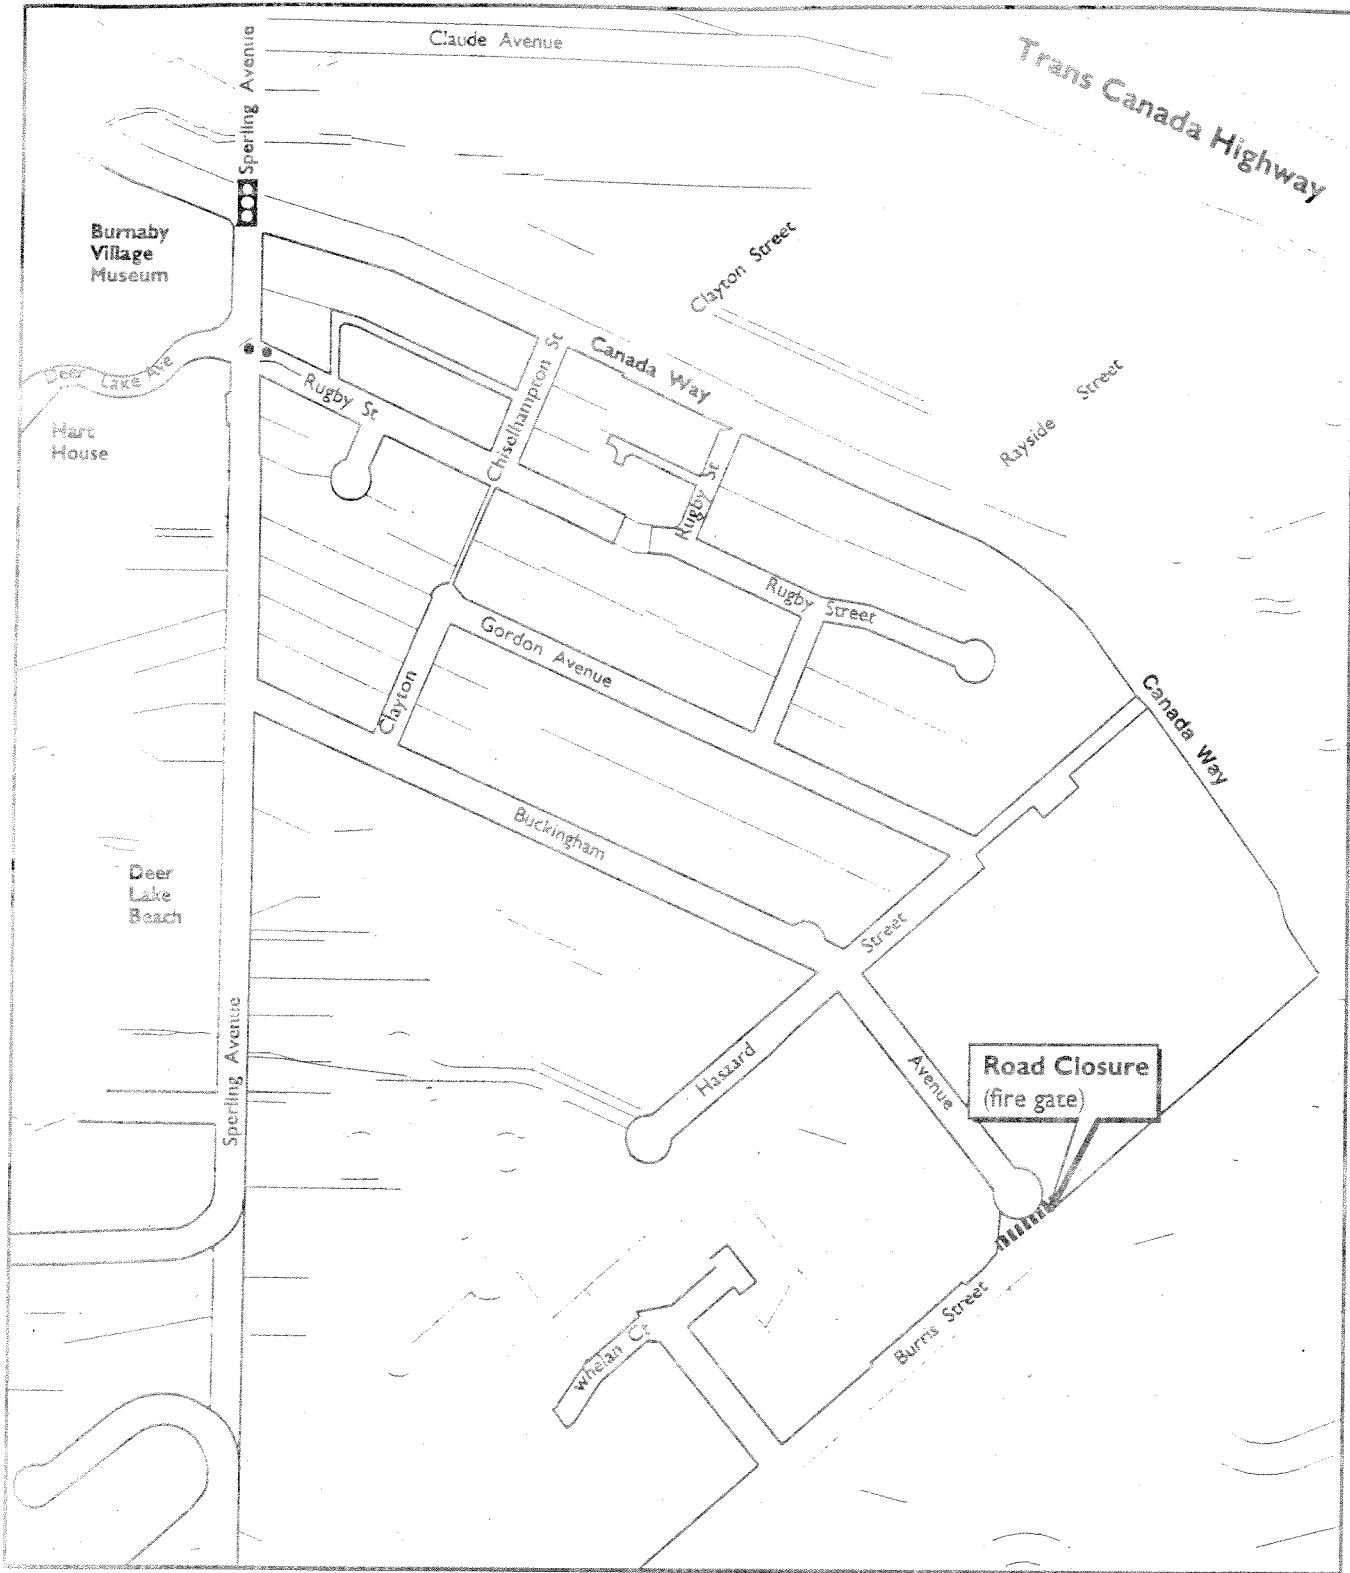 Claude Avenue
Trans Canada Highway
Sperling Avenue
Burnaby
Village
Museum
Clayton Street
Canada Way
Chiselhampton St
Deer Lake Ave
Rugby St
Rayside Street
Hart
House
Rugby St
Rugby Street
Gordon Avenue
Clayton
Canada Way
Buckingham
Deer
Lake
Beach
Street
Sperling Avenue
Haszard
Avenue
Road Closure
(fire gate)
Burris Street
Whelan Ct